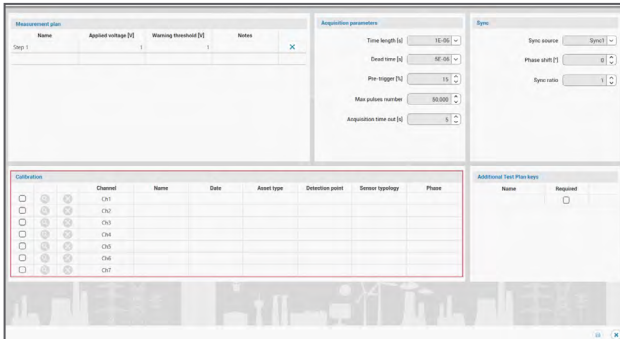 Measurement plan
Name Applied voltage [V] Warning threshold [V] Notes
Step 1 1 1
Acquisition parameters
Time length [s] 1E-06
Dead time [s] 5E-06
Pre-trigger [%] 15
Max pulses number 50.000
Acquisition time out [s] 5
Sync
Sync source Sync1
Phase shift [°] 0
Sync ratio 1
Calibration
Channel Name Date Asset type Detection point Sensor typology Phase
Ch1
Ch2
Ch3
Ch4
Ch5
Ch6
Ch7
Additional Test Plan keys
Name Required